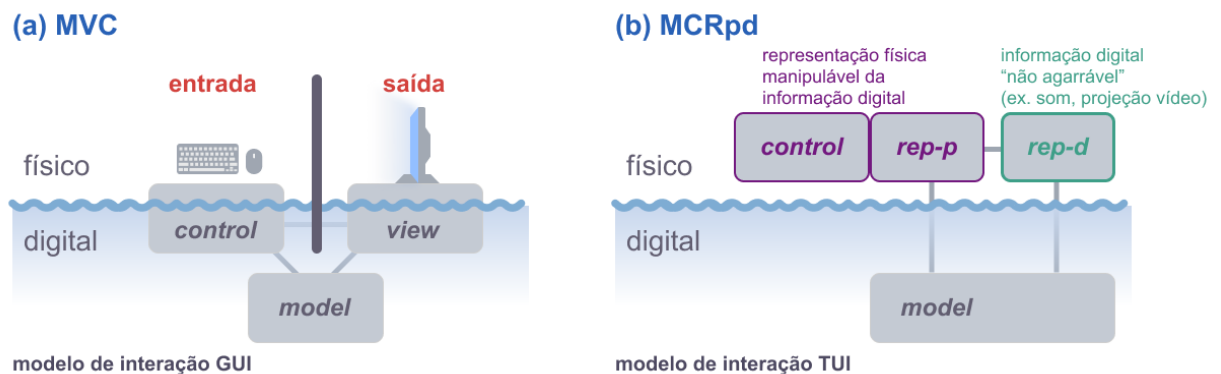 (a) MVC
entrada
saída
físico
digital
control
view
model
modelo de interação GUI
(b) MCRpd
representação física
manipulável da
informação digital
informação digital
“não agarrável”
(ex. som, projeção vídeo)
control
rep-p
rep-d
físico
digital
model
modelo de interação TUI